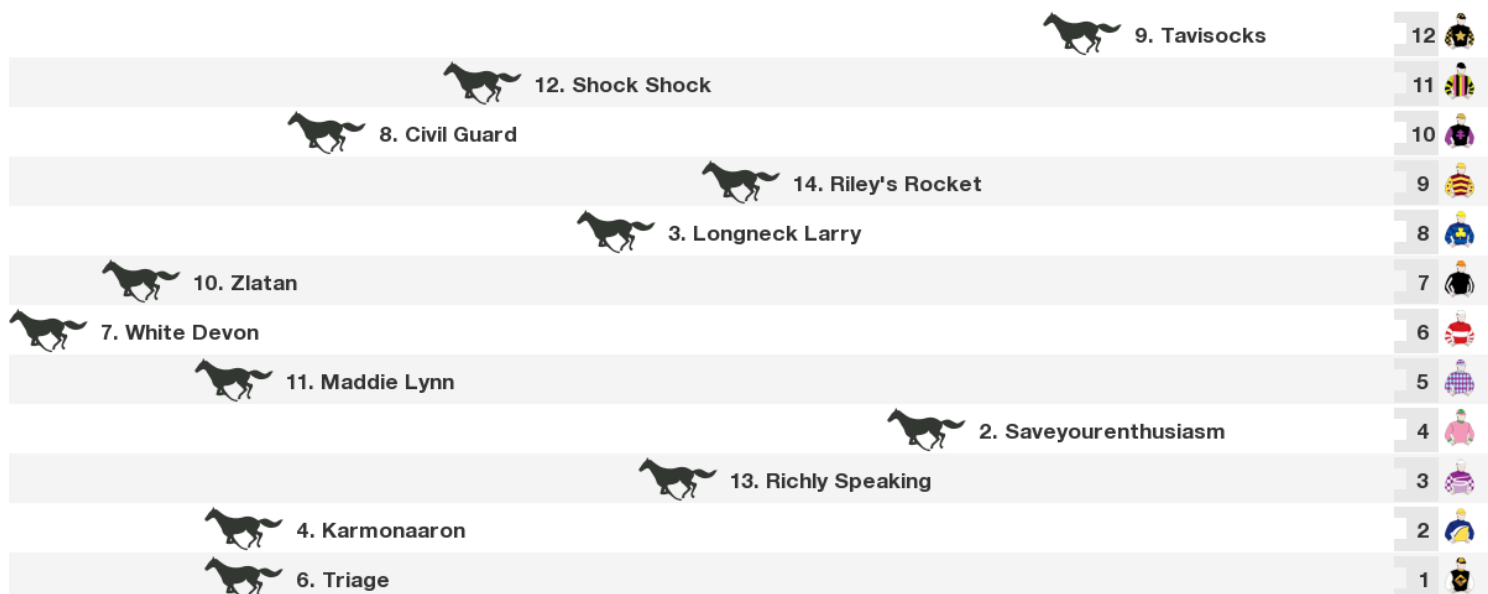 9. Tavisocks 12
12. Shock Shock 11
8. Civil Guard 10
14. Riley's Rocket 9
3. Longneck Larry 8
10. Zlatan 7
7. White Devon 6
11. Maddie Lynn 5
2. Saveyourenthusiasm 4
13. Richly Speaking 3
4. Karmonaaron 2
6. Triage 1